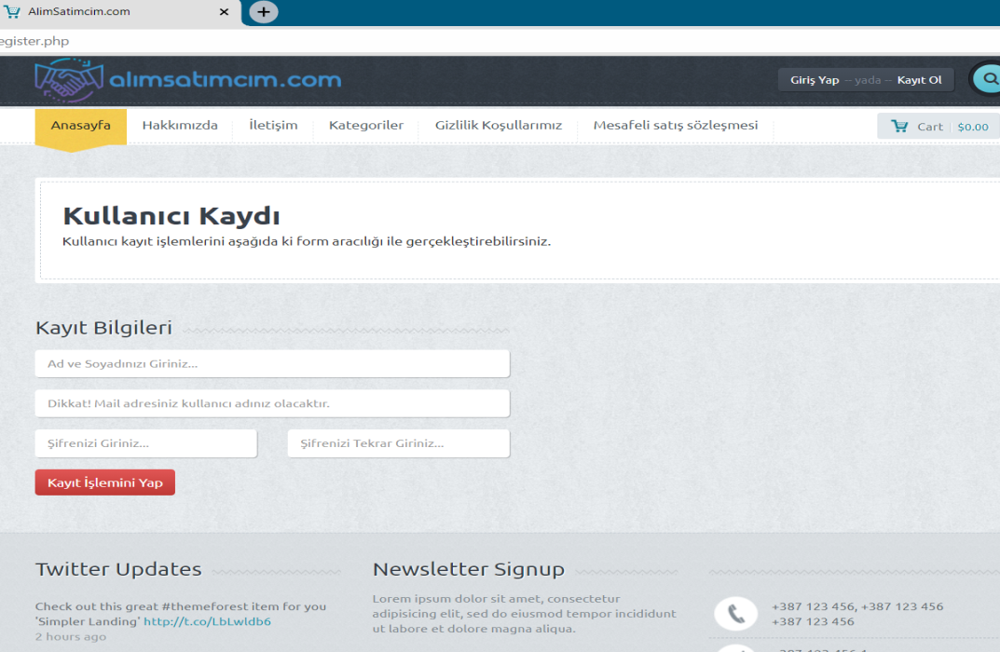 AlimSatimcim.com
egister.php
alımsatımcım.com
Giriş Yap – yada – Kayıt Ol
Anasayfa Hakkımızda İletişim Kategoriler Gizlilik Koşullarımız Mesafeli satış sözleşmesi Cart $0.00
Kullanıcı Kaydı
Kullanıcı kayıt işlemlerini aşağıda ki form aracılığı ile gerçekleştirebilirsiniz.
Kayıt Bilgileri
Ad ve Soyadınızı Giriniz...
Dikkat! Mail adresiniz kullanıcı adınız olacaktır.
Şifrenizi Giriniz... Şifrenizi Tekrar Giriniz...
Kayıt İşlemini Yap
Twitter Updates
Check out this great #themeforest item for you
'Simpler Landing' http://t.co/LbLwldb6
2 hours ago
Newsletter Signup
Lorem ipsum dolor sit amet, consectetur
adipisicing elit, sed do eiusmod tempor incididunt
ut labore et dolore magna aliqua.
+387 123 456, +387 123 456
+387 123 456